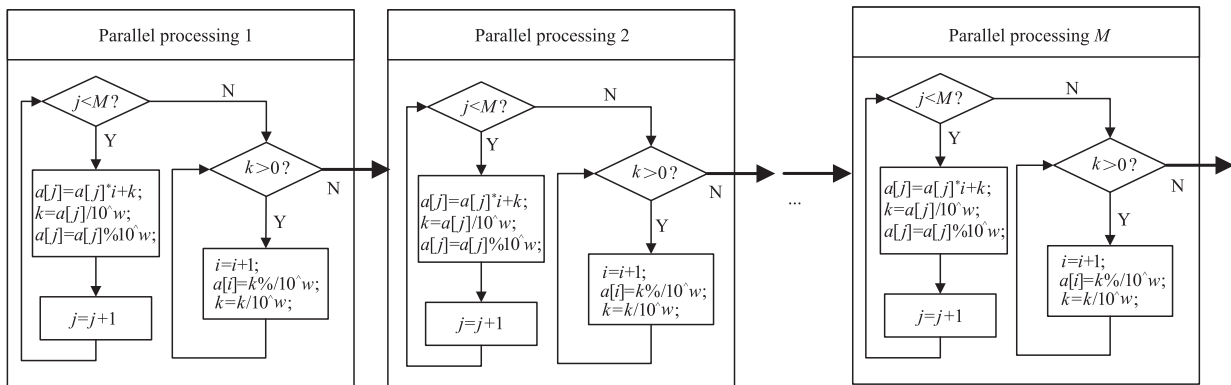 Parallel processing 1
j<M?
N
Y
k>0?
N
a[j]=a[j]*i+k;
k=a[j]/10^w;
a[j]=a[j]%10^w;
Y
i=i+1;
a[i]=k%/10^w;
k=k/10^w;
j=j+1
Parallel processing 2
j<M?
N
Y
k>0?
N
a[j]=a[j]*i+k;
k=a[j]/10^w;
a[j]=a[j]%10^w;
Y
i=i+1;
a[i]=k%/10^w;
k=k/10^w;
j=j+1
...
Parallel processing M
j<M?
N
Y
k>0?
N
a[j]=a[j]*i+k;
k=a[j]/10^w;
a[j]=a[j]%10^w;
Y
i=i+1;
a[i]=k%/10^w;
k=k/10^w;
j=j+1